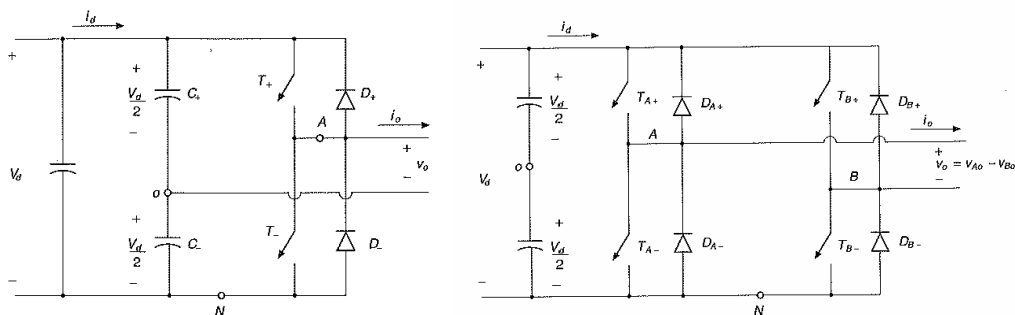 i_d
+
+
V_d/2
−
C_+
T_+
D_+
A
i_o
+
v_o
−
V_d
o
+
V_d/2
−
C_−
T_−
D_−
−
N
i_d
+
+
V_d/2
−
T_A+
D_A+
T_B+
D_B+
i_o
A
+
v_o = v_Ao − v_Bo
−
B
V_d
o
+
V_d/2
−
T_A−
D_A−
T_B−
D_B−
−
N